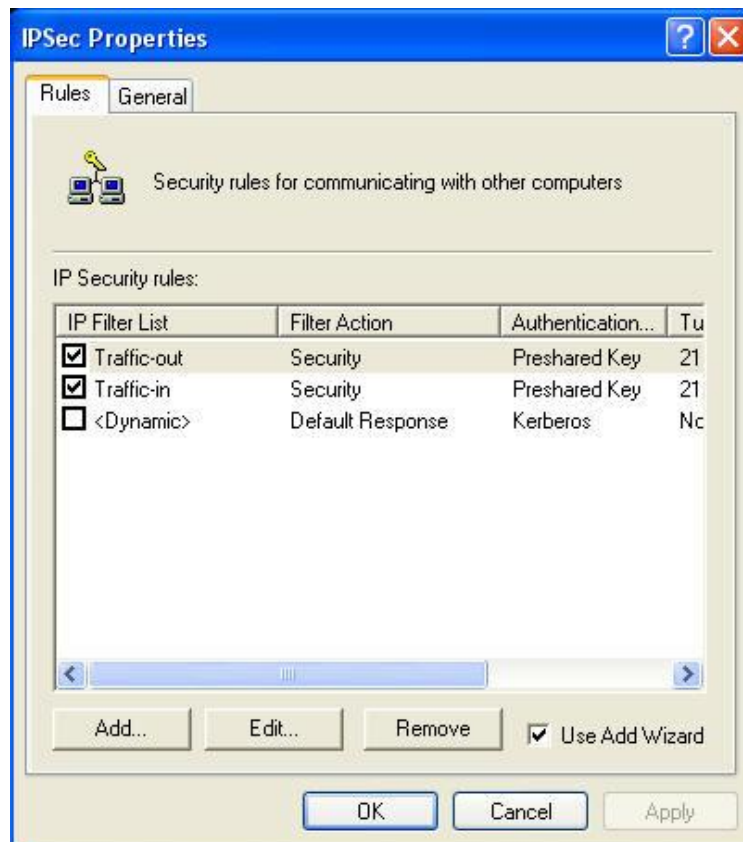 IPSec Properties
Rules
General
Security rules for communicating with other computers
IP Security rules:
IP Filter List Filter Action Authentication... Tu
Traffic-out Security Preshared Key 21
Traffic-in Security Preshared Key 21
<Dynamic> Default Response Kerberos Nc
Add... Edit... Remove Use Add Wizard
OK Cancel Apply